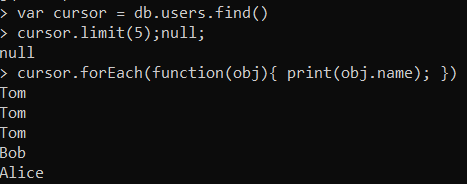 > var cursor = db.users.find()
> cursor.limit(5);null;
null
> cursor.forEach(function(obj){ print(obj.name); })
Tom
Tom
Tom
Bob
Alice